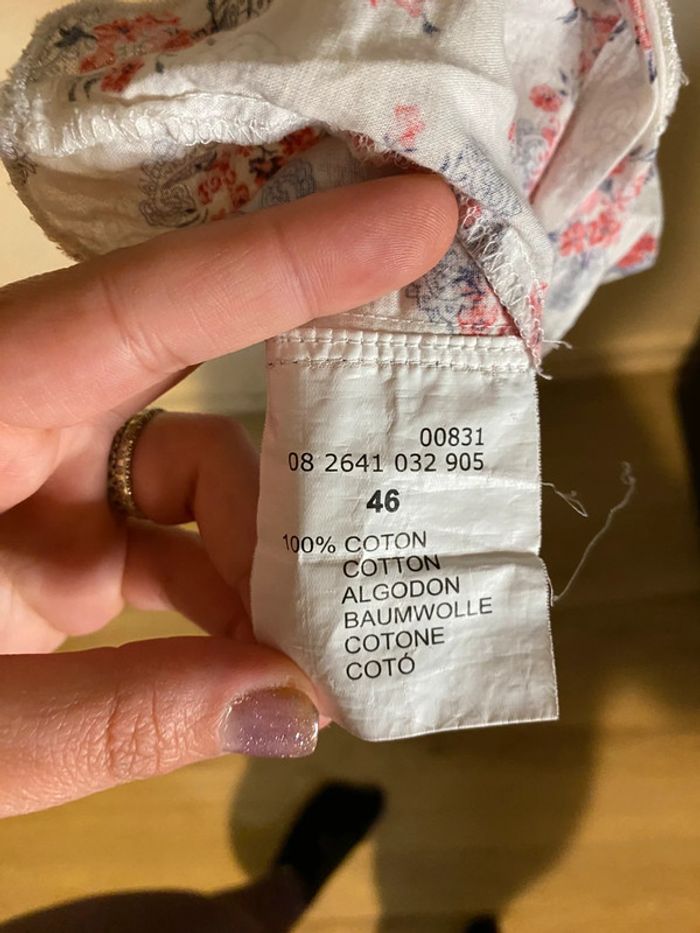 00831
08 2641 032 905
46
100% COTON
COTTON
ALGODON
BAUMWOLLE
COTONE
COTÓ